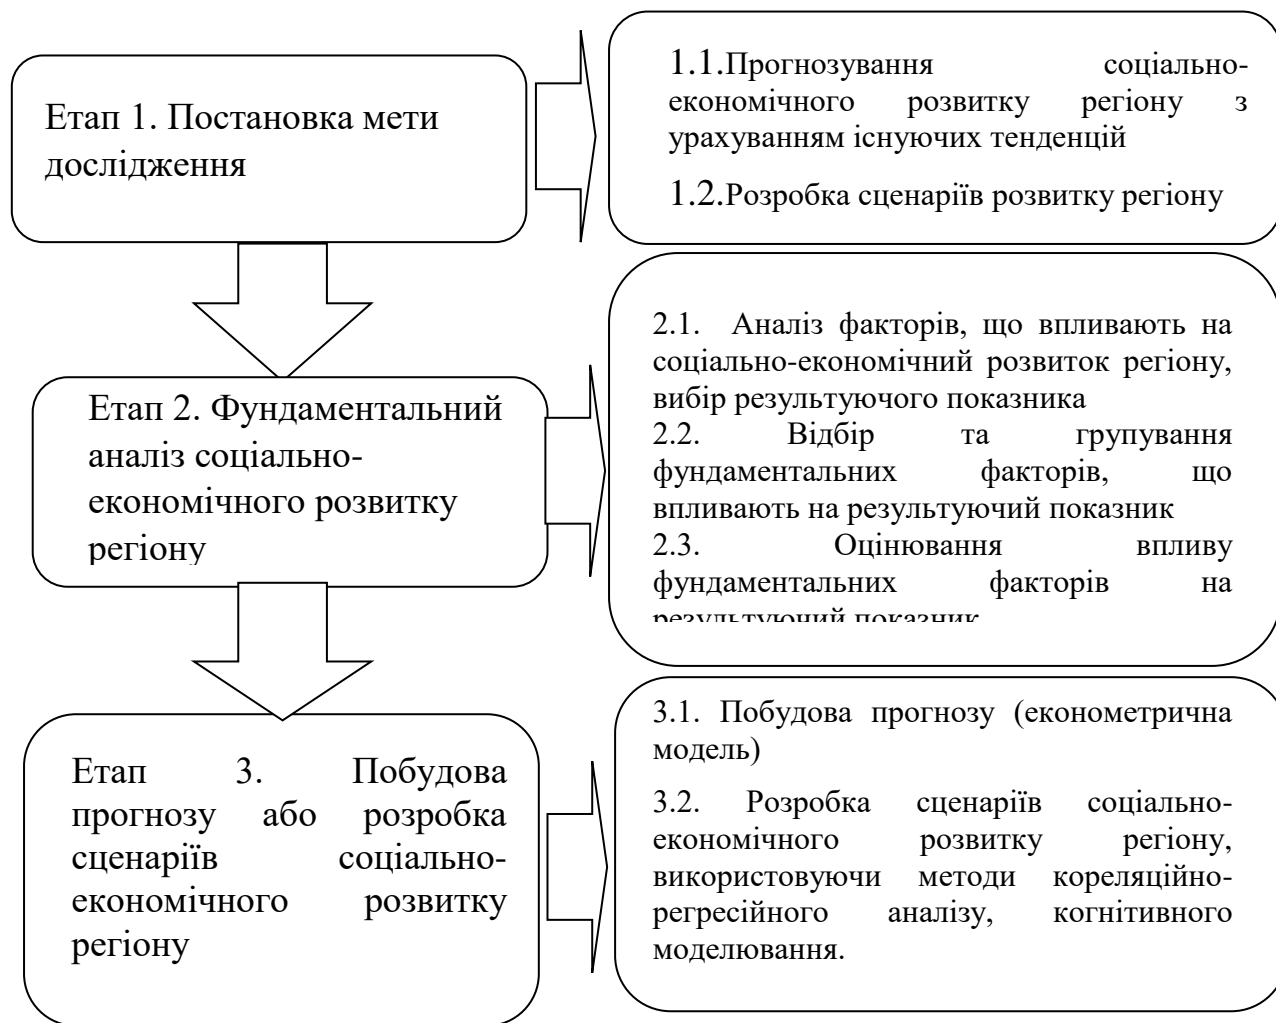 Етап 1. Постановка мети
дослідження
1.1.Прогнозування соціально-
економічного розвитку регіону з
урахуванням існуючих тенденцій
1.2.Розробка сценаріїв розвитку регіону
Етап 2. Фундаментальний
аналіз соціально-
економічного розвитку
регіону
2.1. Аналіз факторів, що впливають на
соціально-економічний розвиток регіону,
вибір результуючого показника
2.2. Відбір та групування
фундаментальних факторів, що
впливають на результуючий показник
2.3. Оцінювання впливу
фундаментальних факторів на
результуючий показник
Етап 3. Побудова
прогнозу або розробка
сценаріїв соціально-
економічного розвитку
регіону
3.1. Побудова прогнозу (економетрична
модель)
3.2. Розробка сценаріїв соціально-
економічного розвитку регіону,
використовуючи методи кореляційно-
регресійного аналізу, когнітивного
моделювання.